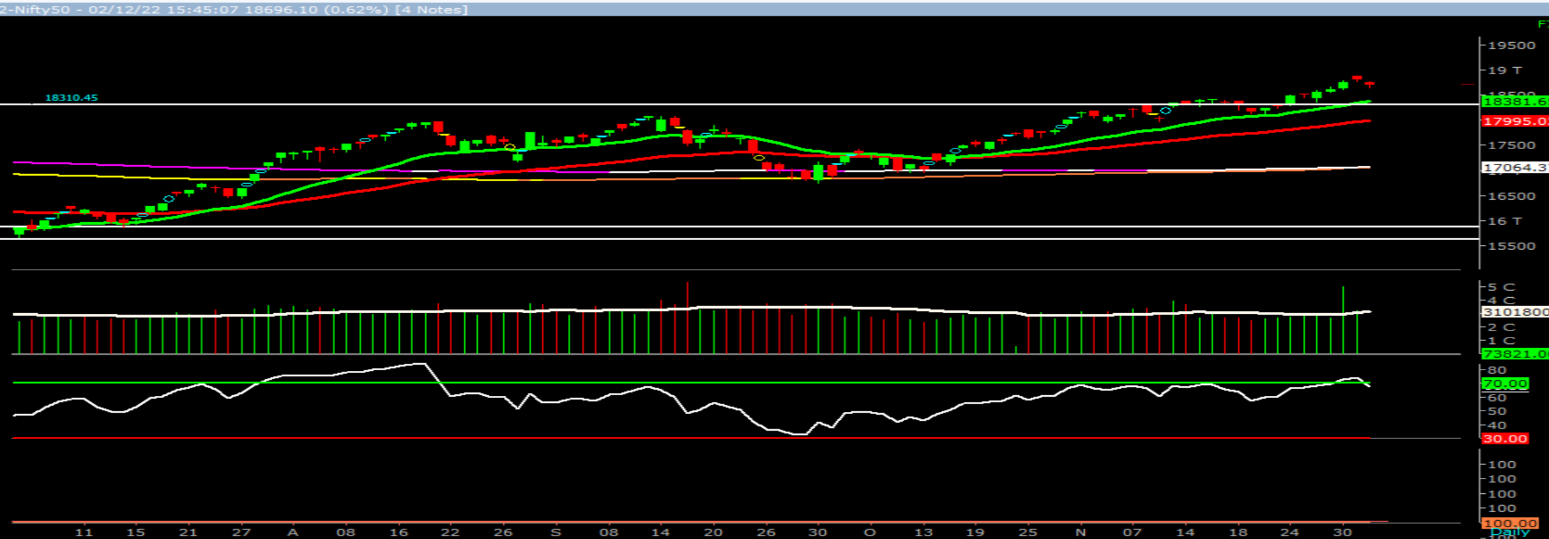 2-Nifty50 - 02/12/22 15:45:07 18696.10 (0.62%) [4 Notes]
19500
19 T
18310.45
18381.6
17995.0
17500
17064.3
16500
16 T
15500
5 C
4 C
3101800
2 C
1 C
73821.0
80
70.00
60
50
40
30.00
100
100
100
100
100.00
11 15 21 27 A 08 16 22 26 S 08 14 20 26 30 O 13 19 25 N 07 14 18 24 30 Daily